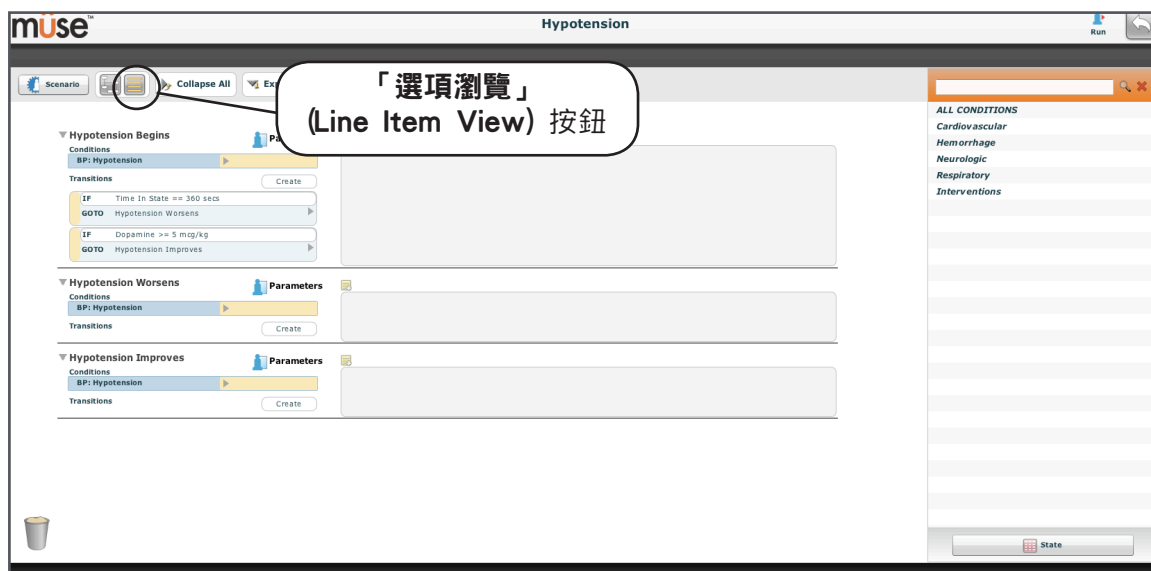 müse™
Hypotension
Run
Scenario
Collapse All
「選項瀏覽」
(Line Item View) 按鈕
Hypotension Begins
Conditions
BP: Hypotension
Transitions
Create
IF Time In State == 360 secs
GOTO Hypotension Worsens
IF Dopamine >= 5 mcg/kg
GOTO Hypotension Improves
Hypotension Worsens
Parameters
Conditions
BP: Hypotension
Transitions
Create
Hypotension Improves
Parameters
Conditions
BP: Hypotension
Transitions
Create
ALL CONDITIONS
Cardiovascular
Hemorrhage
Neurologic
Respiratory
Interventions
State